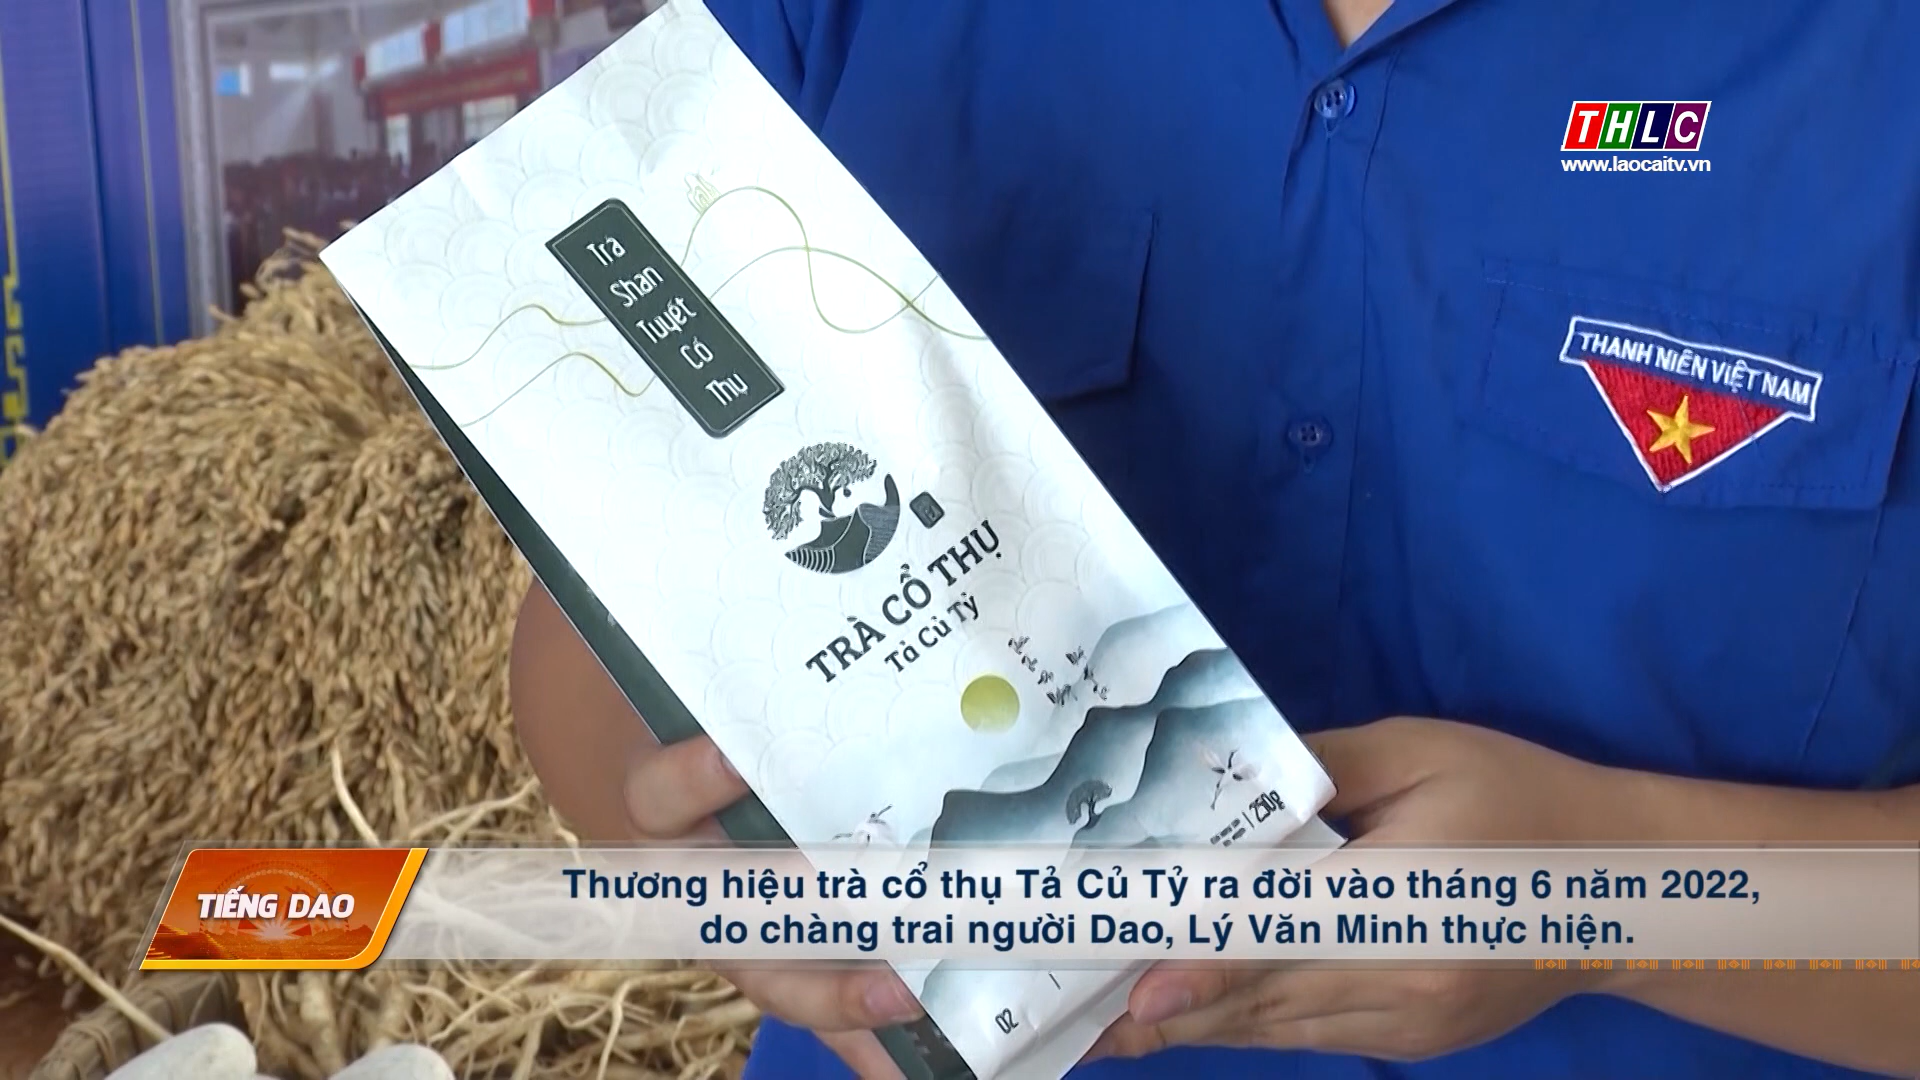 THLC
www.laocaitv.vn
THANH NIÊN VIỆT NAM
Trà
Shan
Tuyết
Cổ
Thụ
TRÀ CỔ THỤ
Tả Củ Tỷ
250g
02
TIẾNG DAO
Thương hiệu trà cổ thụ Tả Củ Tỷ ra đời vào tháng 6 năm 2022,
do chàng trai người Dao, Lý Văn Minh thực hiện.